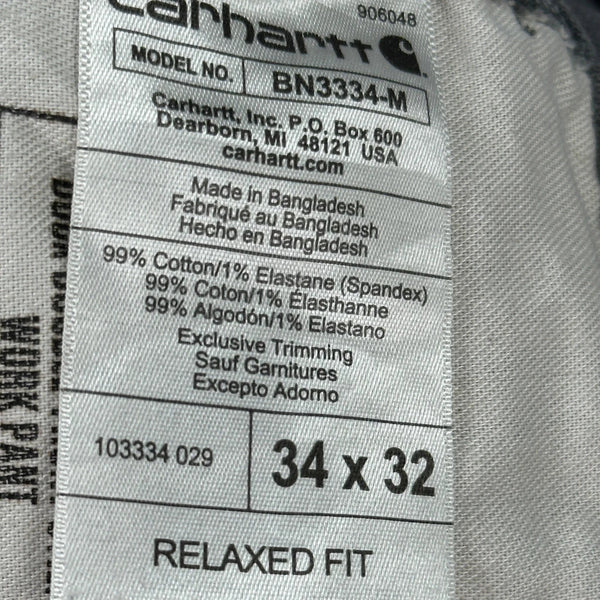 906048
carhartt
MODEL NO. BN3334-M
Carhartt, Inc. P.O. Box 600
Dearborn, MI 48121 USA
carhartt.com
Made in Bangladesh
Fabriqué au Bangladesh
Hecho en Bangladesh
99% Cotton/1% Elastane (Spandex)
99% Coton/1% Élasthanne
99% Algodón/1% Elastano
Exclusive Trimming
Sauf Garnitures
Excepto Adorno
103334 029
34 x 32
RELAXED FIT
WORK PANT